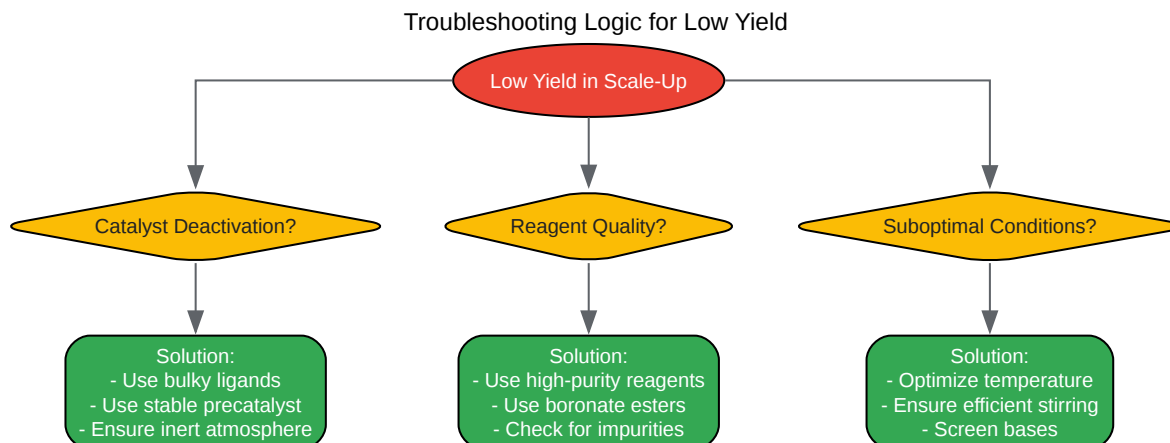 Troubleshooting Logic for Low Yield
Low Yield in Scale-Up
Catalyst Deactivation?
Reagent Quality?
Suboptimal Conditions?
Solution:
- Use bulky ligands
- Use stable precatalyst
- Ensure inert atmosphere
Solution:
- Use high-purity reagents
- Use boronate esters
- Check for impurities
Solution:
- Optimize temperature
- Ensure efficient stirring
- Screen bases